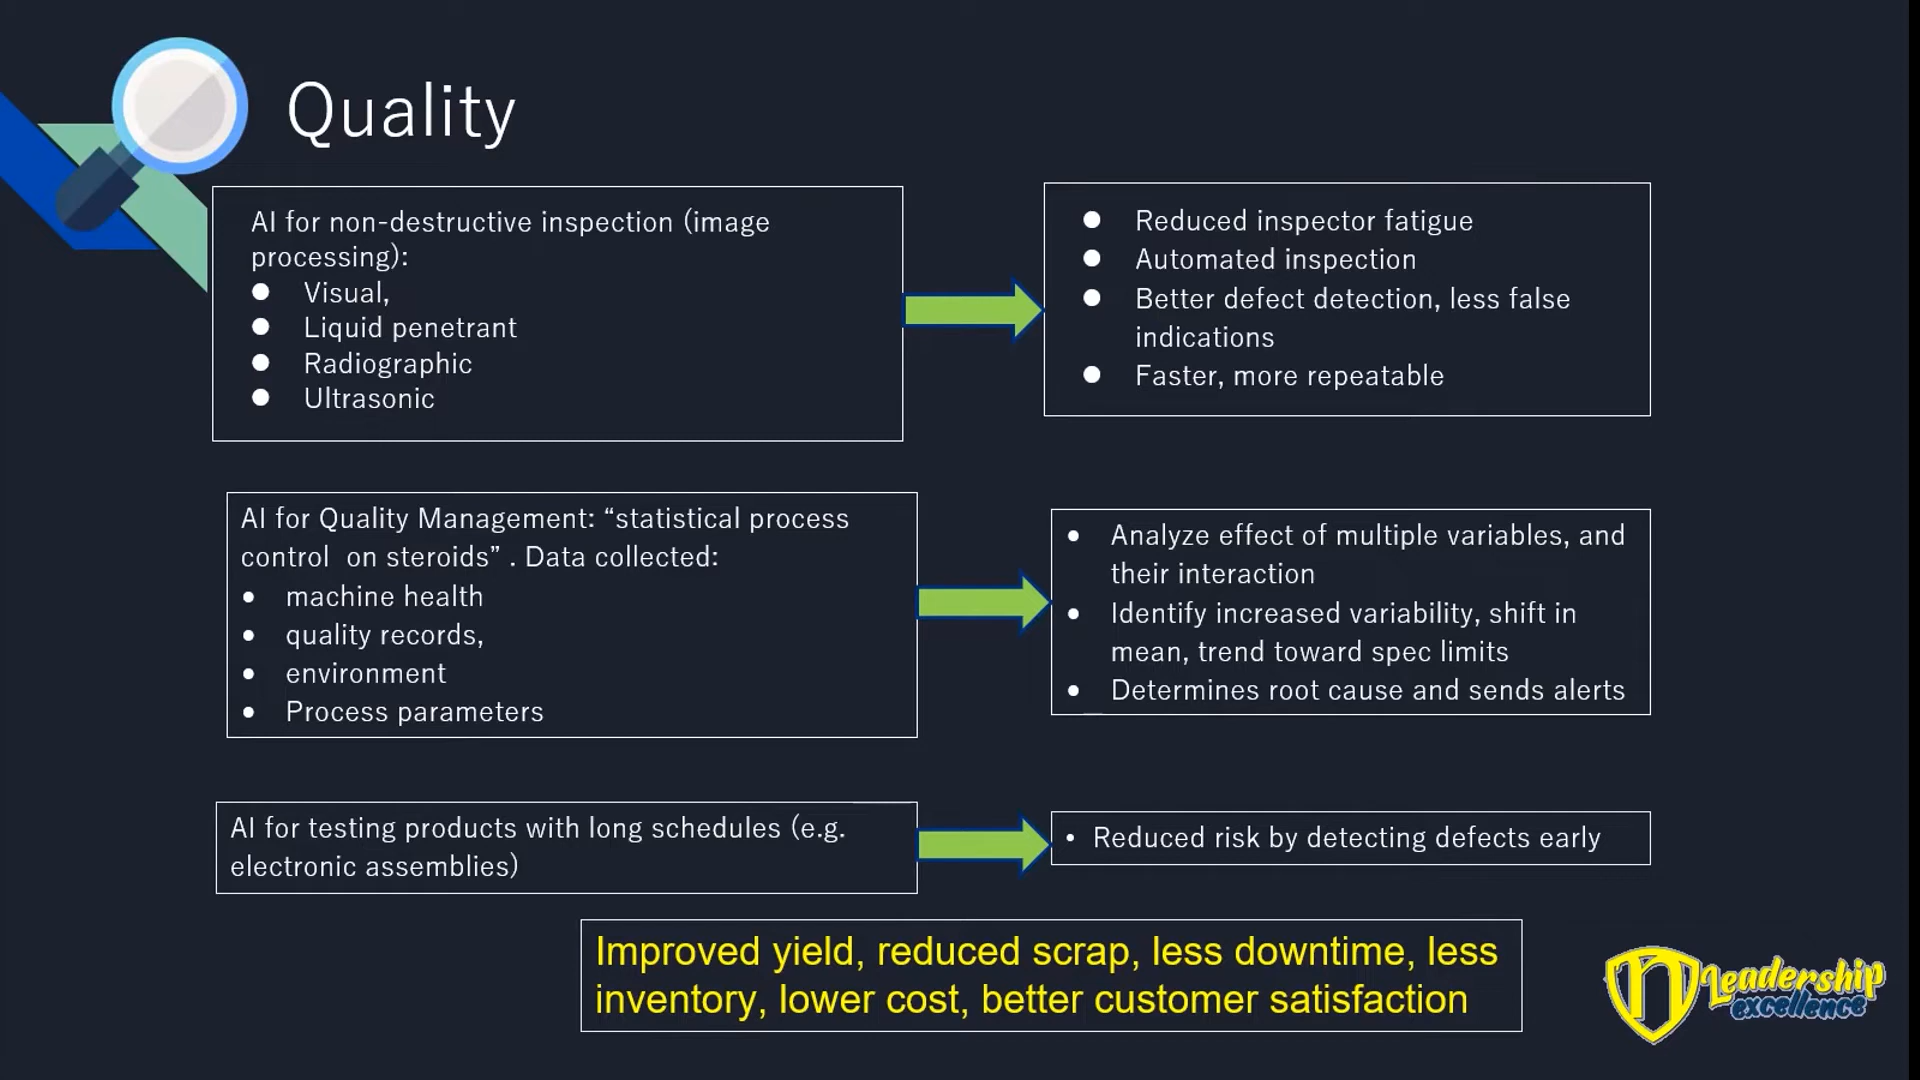 Quality
AI for non-destructive inspection (image
processing):
● Visual,
● Liquid penetrant
● Radiographic
● Ultrasonic
● Reduced inspector fatigue
● Automated inspection
● Better defect detection, less false
indications
● Faster, more repeatable
AI for Quality Management: “statistical process
control on steroids” . Data collected:
• machine health
• quality records,
• environment
• Process parameters
• Analyze effect of multiple variables, and
their interaction
• Identify increased variability, shift in
mean, trend toward spec limits
• Determines root cause and sends alerts
AI for testing products with long schedules (e.g.
electronic assemblies)
• Reduced risk by detecting defects early
Improved yield, reduced scrap, less downtime, less
inventory, lower cost, better customer satisfaction
Leadership
excellence